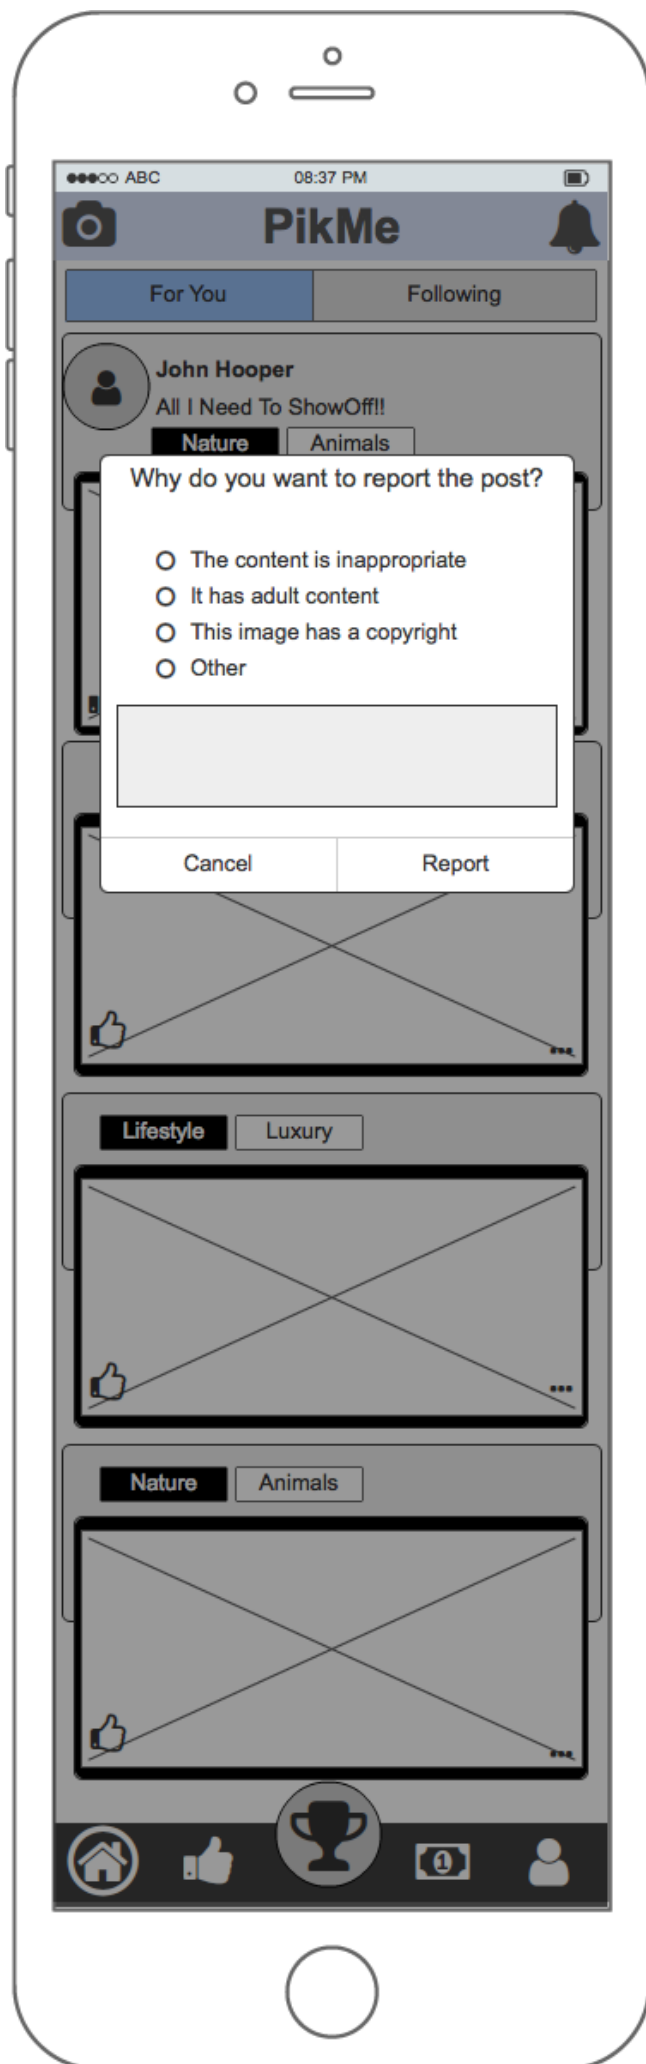 ABC 08:37 PM
PikMe
For You Following
John Hooper
All I Need To ShowOff!!
Nature Animals
Why do you want to report the post?
The content is inappropriate
It has adult content
This image has a copyright
Other
Cancel Report
Lifestyle Luxury
Nature Animals
1